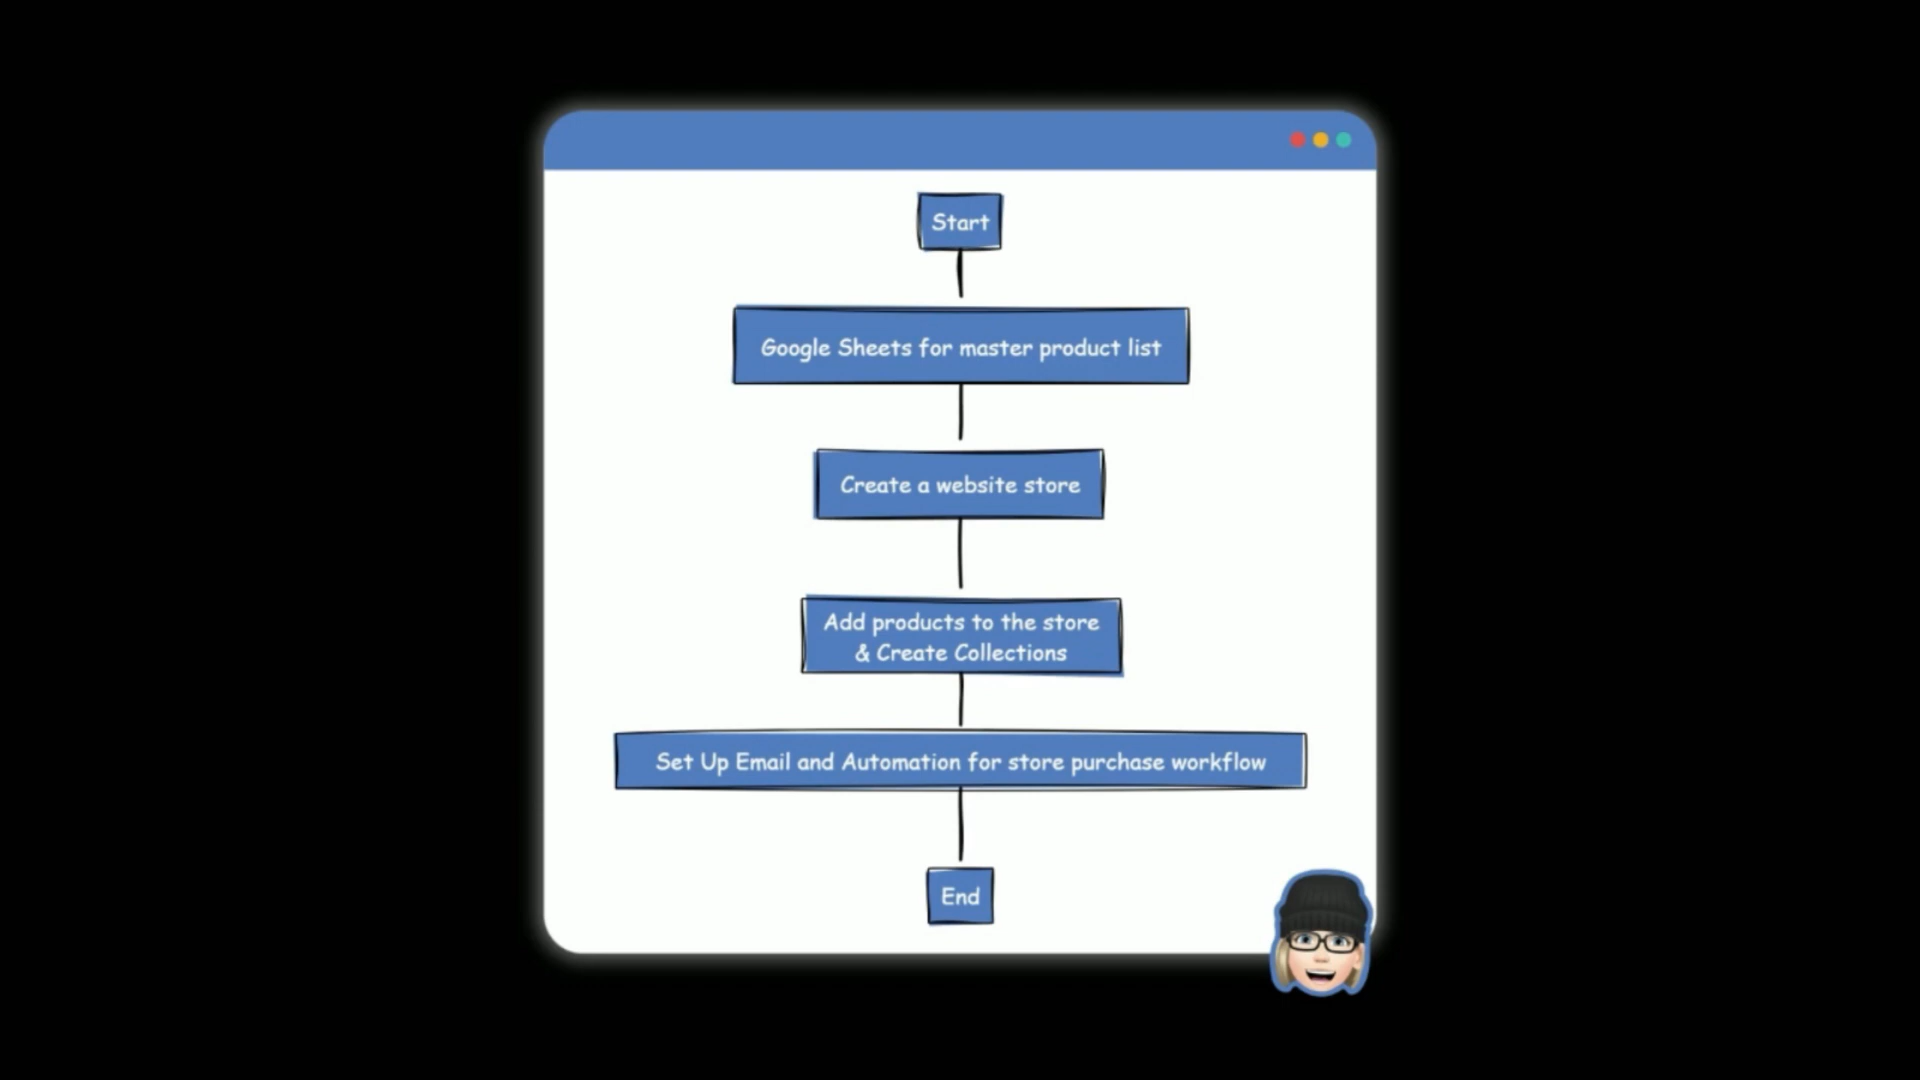 Start
Google Sheets for master product list
Create a website store
Add products to the store
& Create Collections
Set Up Email and Automation for store purchase workflow
End